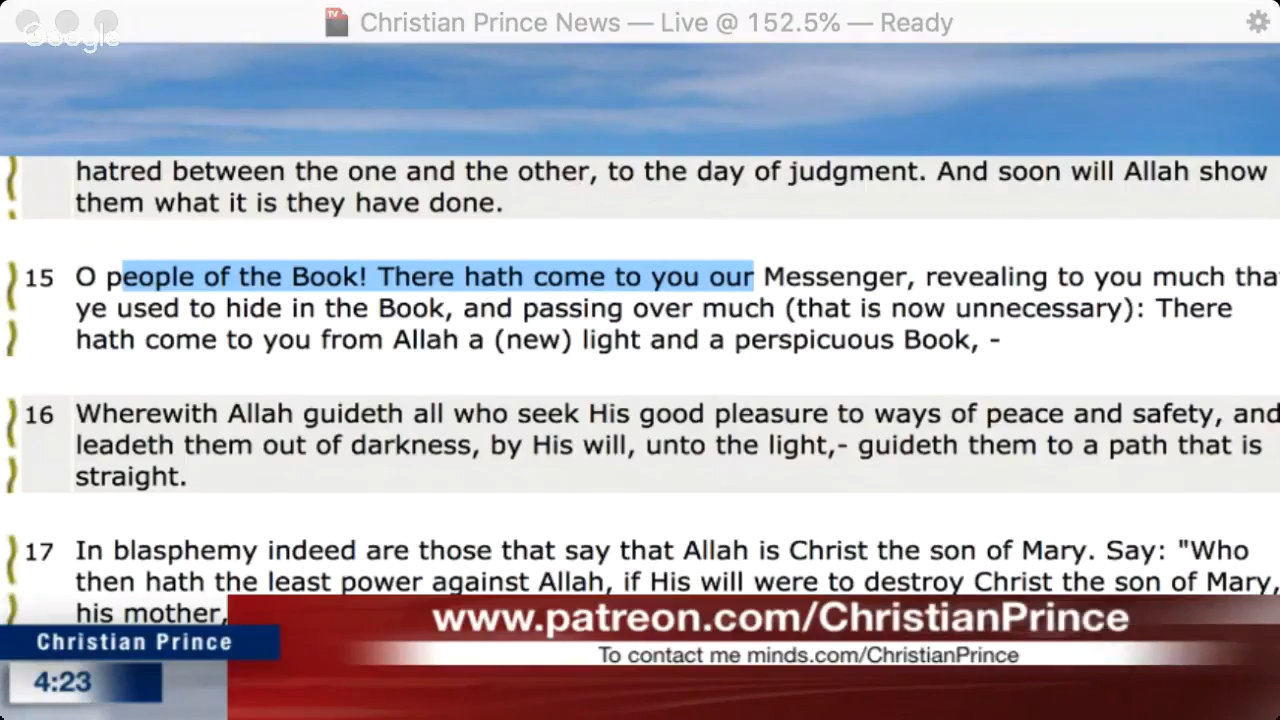 Christian Prince News — Live @ 152.5% — Ready
Google
hatred between the one and the other, to the day of judgment. And soon will Allah show
them what it is they have done.
15 O people of the Book! There hath come to you our Messenger, revealing to you much tha
ye used to hide in the Book, and passing over much (that is now unnecessary): There
hath come to you from Allah a (new) light and a perspicuous Book, -
16 Wherewith Allah guideth all who seek His good pleasure to ways of peace and safety, and
leadeth them out of darkness, by His will, unto the light,- guideth them to a path that is
straight.
17 In blasphemy indeed are those that say that Allah is Christ the son of Mary. Say: "Who
then hath the least power against Allah, if His will were to destroy Christ the son of Mary,
his mother,
www.patreon.com/ChristianPrince
Christian Prince
To contact me minds.com/ChristianPrince
4:23